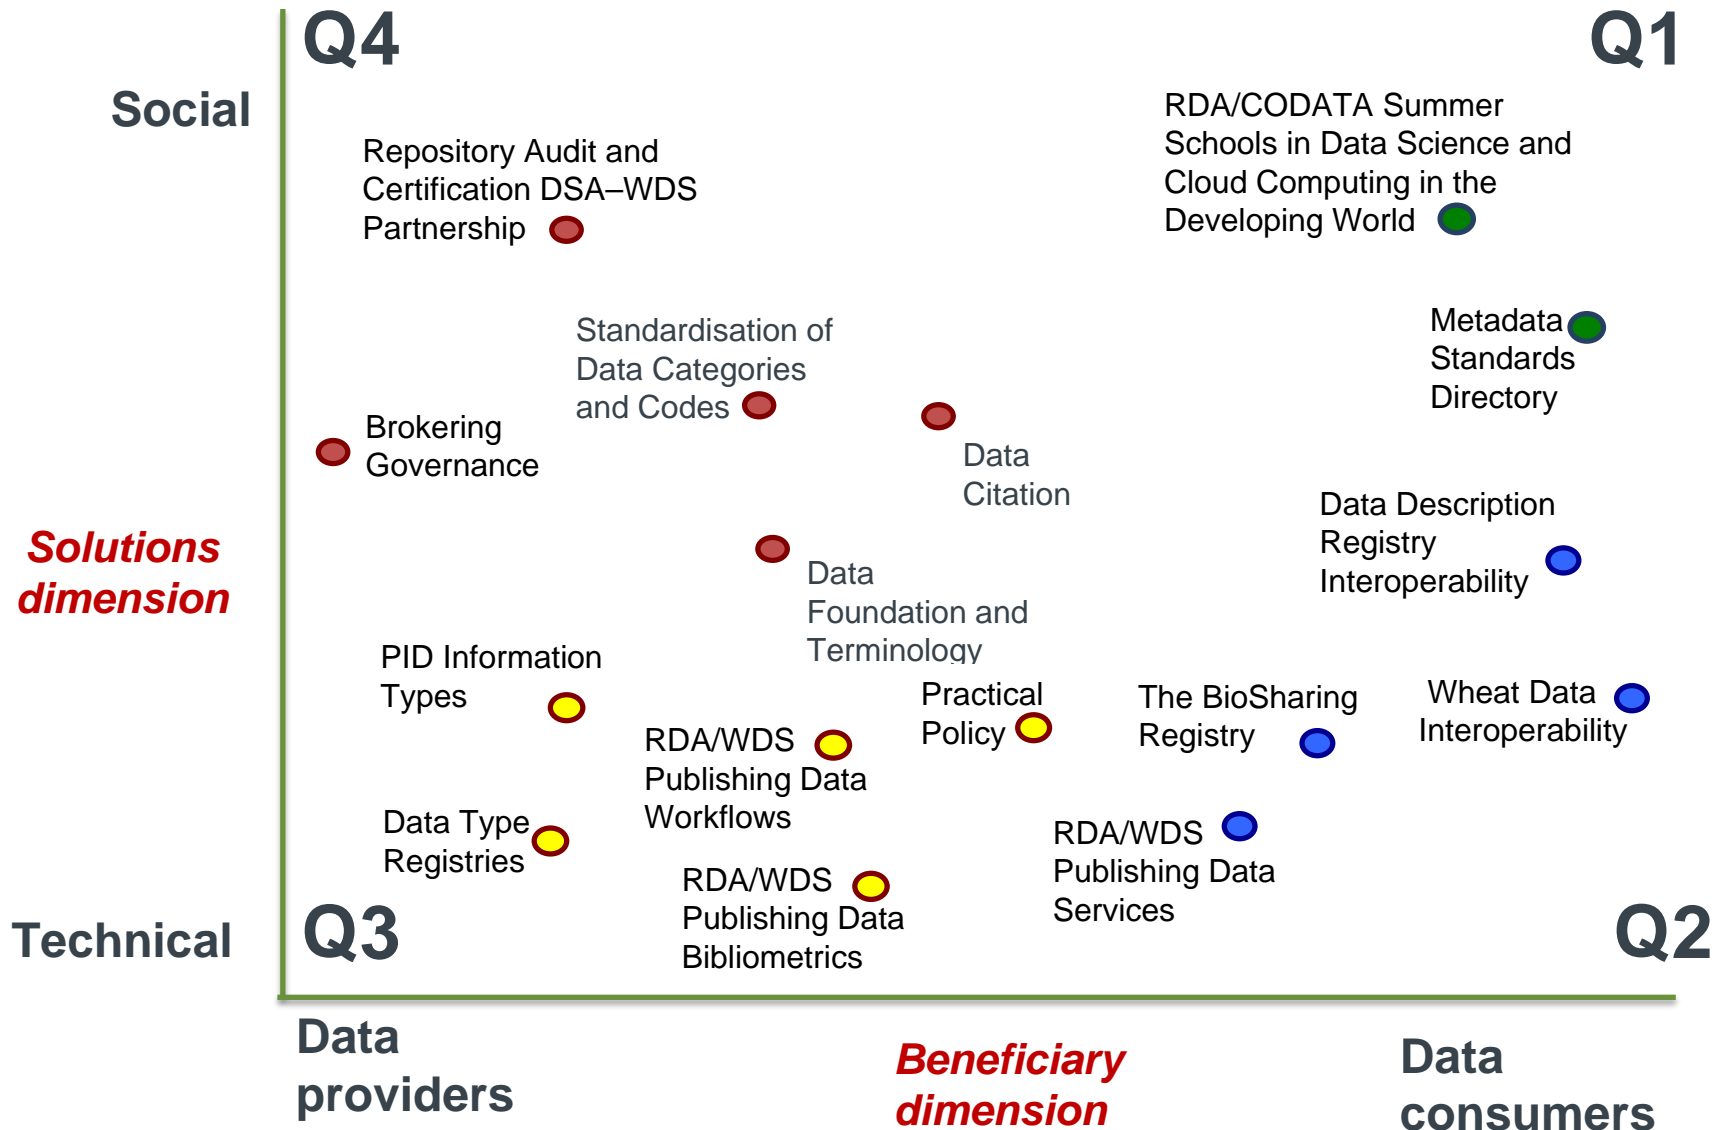 Q4
Q1
Social
RDA/CODATA Summer
Schools in Data Science and
Cloud Computing in the
Developing World
Repository Audit and
Certification DSA–WDS
Partnership
Standardisation of
Data Categories
and Codes
Metadata
Standards
Directory
Brokering
Governance
Data
Citation
Data Description
Registry
Interoperability
Solutions
dimension
Data
Foundation and
Terminology
PID Information
Types
Practical
Policy
The BioSharing
Registry
Wheat Data
Interoperability
RDA/WDS
Publishing Data
Workflows
Data Type
Registries
RDA/WDS
Publishing Data
Services
RDA/WDS
Publishing Data
Bibliometrics
Technical
Q3
Q2
Data
providers
Beneficiary
dimension
Data
consumers